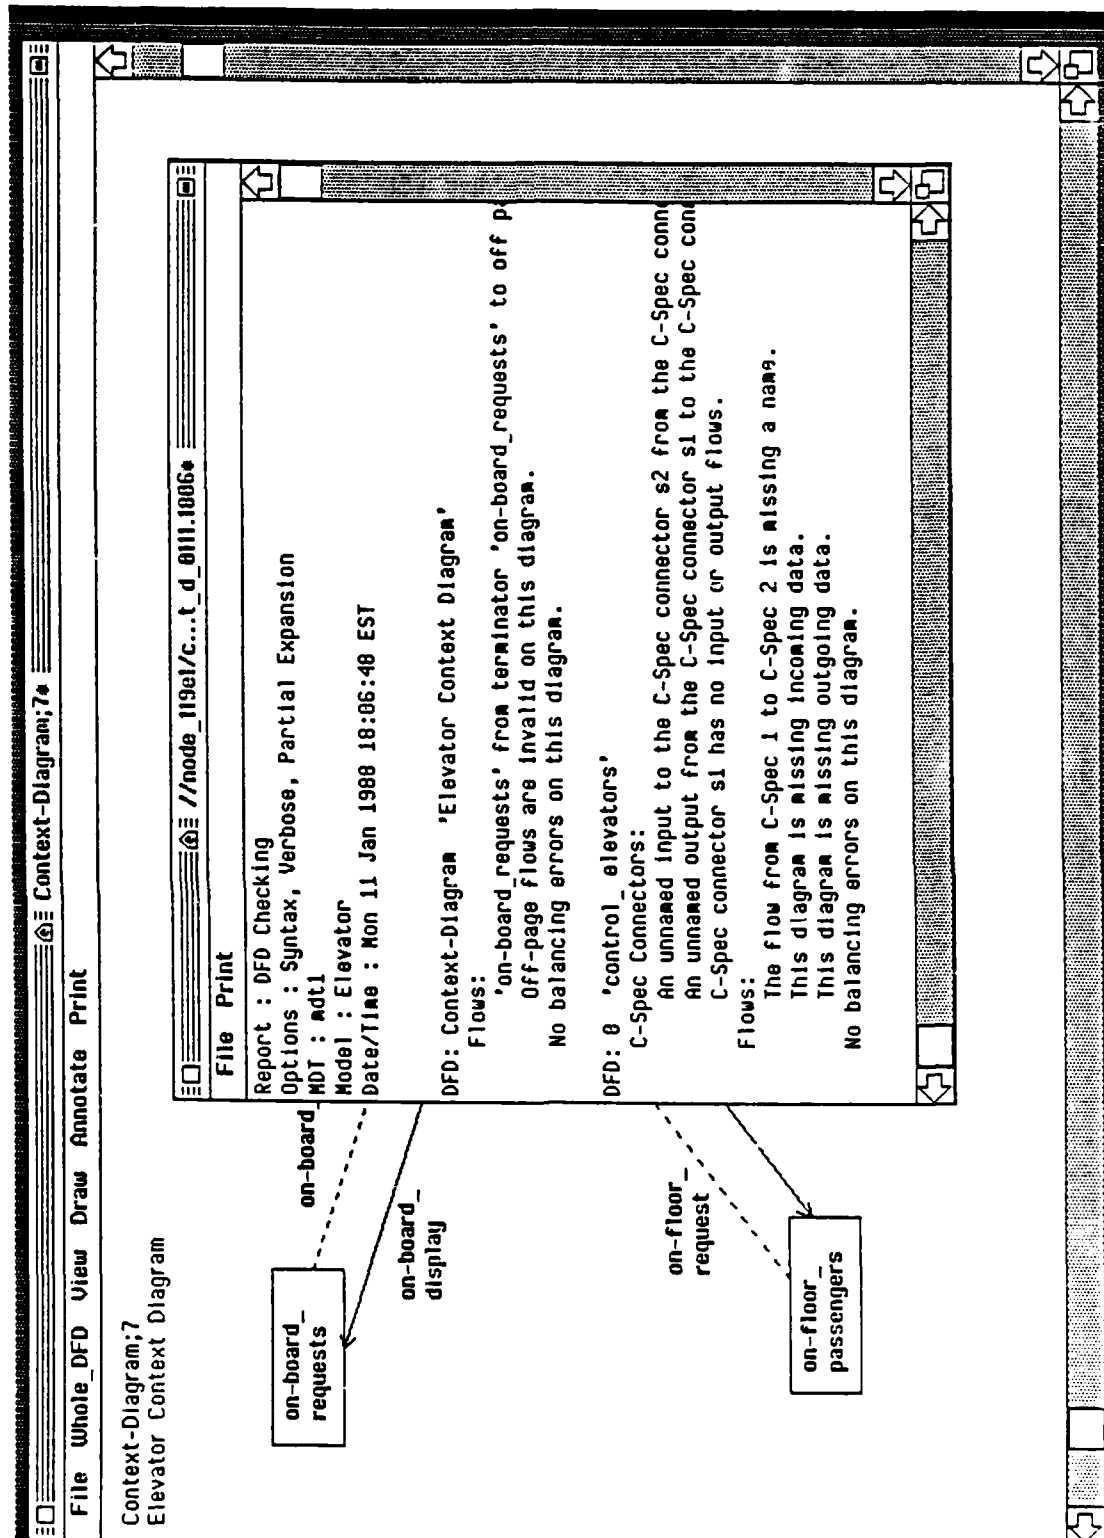 Context-Diagram;7*
File Whole_DFD View Draw Annotate Print
Context-Diagram;7
Elevator Context Diagram
on-board_
requests
on-board_
on-board_
display
on-floor_
request
on-floor_
passengers
File Print
Report : DFD Checking
Options : Syntax, Verbose, Partial Expansion
MDT : mdt1
Model : Elevator
Date/Time : Mon 11 Jan 1988 18:06:48 EST
DFD: Context-Diagram 'Elevator Context Diagram'
Flows:
'on-board_requests' from terminator 'on-board_requests' to off pa
Off-page flows are invalid on this diagram.
No balancing errors on this diagram.
DFD: 0 'control_elevators'
C-Spec Connectors:
An unnamed input to the C-Spec connector s2 from the C-Spec conne
An unnamed output from the C-Spec connector s1 to the C-Spec conn
C-Spec connector s1 has no input or output flows.
Flows:
The flow from C-Spec 1 to C-Spec 2 is missing a name.
This diagram is missing incoming data.
This diagram is missing outgoing data.
No balancing errors on this diagram.